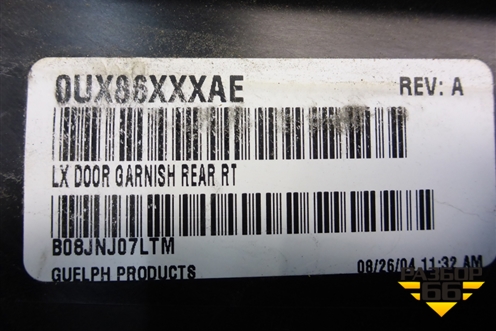 0UX86XXXAE REV: A
LX DOOR GARNISH REAR RT
B08JNJ07LTM
GUELPH PRODUCTS 08/26/04 11:32 AM
РАЗБОР
66